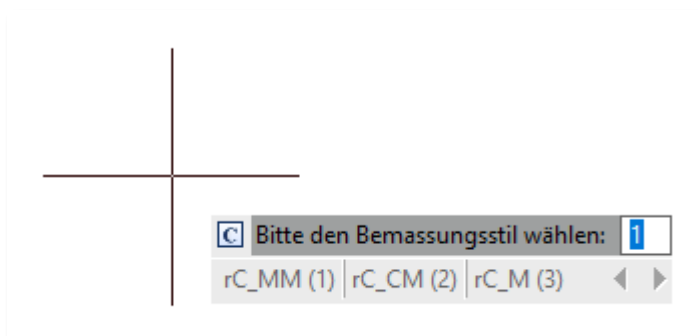 C Bitte den Bemassungsstil wählen: 1
rC_MM (1) rC_CM (2) rC_M (3)